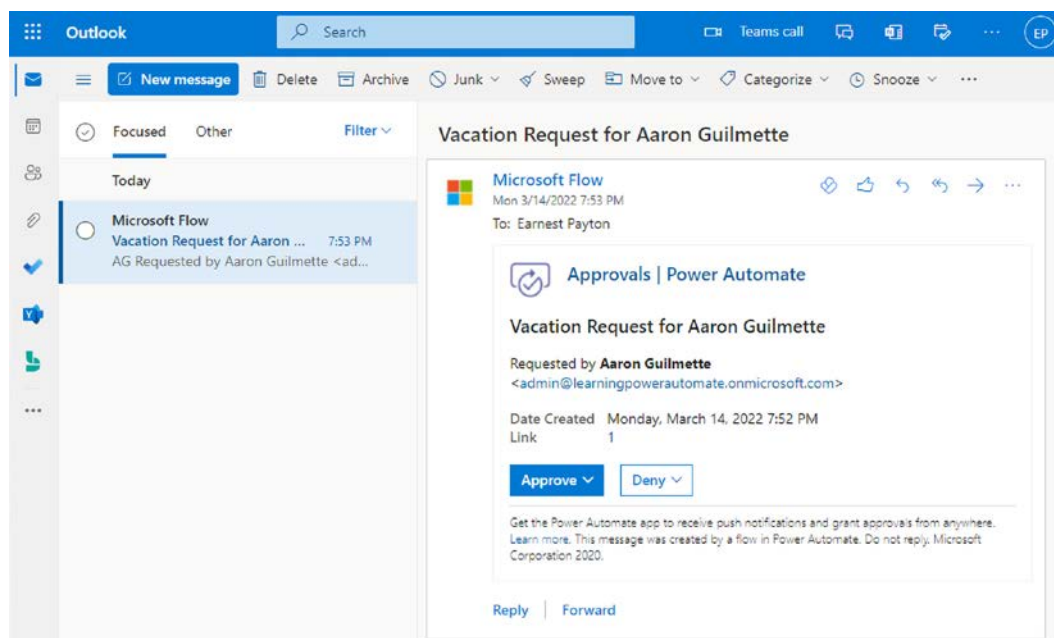 Outlook
Search
Teams call
EP
New message
Delete
Archive
Junk
Sweep
Move to
Categorize
Snooze
Focused
Other
Filter
Today
Microsoft Flow
Vacation Request for Aaron ... 7:53 PM
AG Requested by Aaron Guilmette <ad...
Vacation Request for Aaron Guilmette
Microsoft Flow
Mon 3/14/2022 7:53 PM
To: Earnest Payton
Approvals | Power Automate
Vacation Request for Aaron Guilmette
Requested by Aaron Guilmette
<admin@learningpowerautomate.onmicrosoft.com>
Date Created Monday, March 14, 2022 7:52 PM
Link 1
Approve
Deny
Get the Power Automate app to receive push notifications and grant approvals from anywhere.
Learn more. This message was created by a flow in Power Automate. Do not reply. Microsoft
Corporation 2020.
Reply
Forward